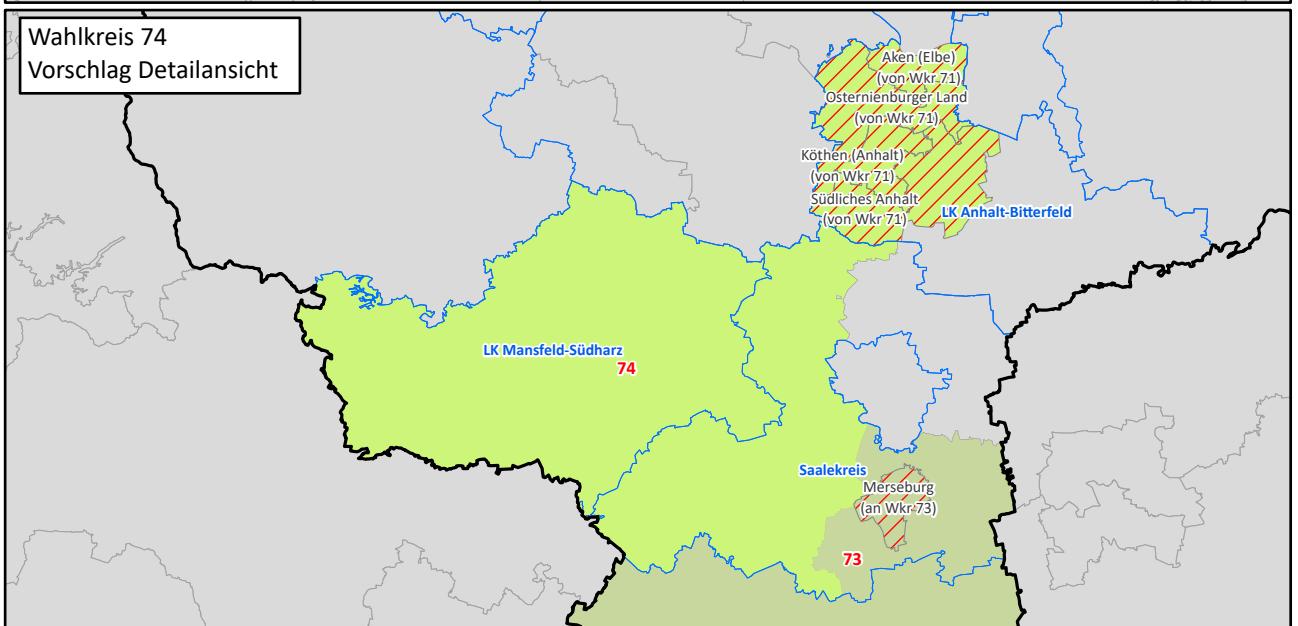 Wahlkreis 74
Vorschlag Detailansicht
Aken (Elbe)
(von Wkr 71)
Osternienburger Land
(von Wkr 71)
Köthen (Anhalt)
(von Wkr 71)
Südliches Anhalt
(von Wkr 71)
LK Anhalt-Bitterfeld
LK Mansfeld-Südharz
74
Saalekreis
Merseburg
(an Wkr 73)
73